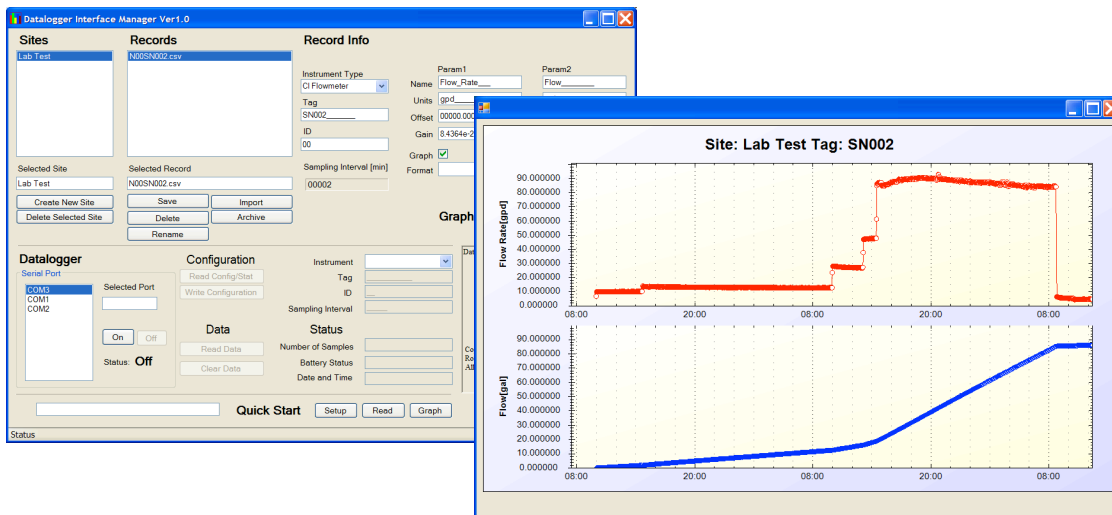 Datalogger Interface Manager Ver1.0
Sites
Records
Record Info
Lab Test
N00SN002.csv
Instrument Type
CI Flowmeter
Tag
SN002______
ID
00
Sampling Interval [min]
00002
Param1
Param2
Name
Flow_Rate___
Flow_______
Units
Offset
00000.000
Gain
Graph
Format
Selected Site
Lab Test
Selected Record
N00SN002.csv
Create New Site
Delete Selected Site
Save
Import
Delete
Archive
Rename
Graph
Datalogger
Serial Port
COM3
COM1
COM2
Selected Port
On
Off
Status: Off
Configuration
Read Config/Stat
Write Configuration
Data
Read Data
Clear Data
Instrument
Tag
ID
Sampling Interval
Status
Number of Samples
Battery Status
Date and Time
Quick Start
Setup
Read
Graph
Status
Site: Lab Test Tag: SN002
Flow Rate[gpd]
90.000000
80.000000
70.000000
60.000000
50.000000
40.000000
30.000000
20.000000
10.000000
0.000000
08:00 20:00 08:00 20:00 08:00
Flow[gal]
90.000000
80.000000
70.000000
60.000000
50.000000
40.000000
30.000000
20.000000
10.000000
0.000000
08:00 20:00 08:00 20:00 08:00